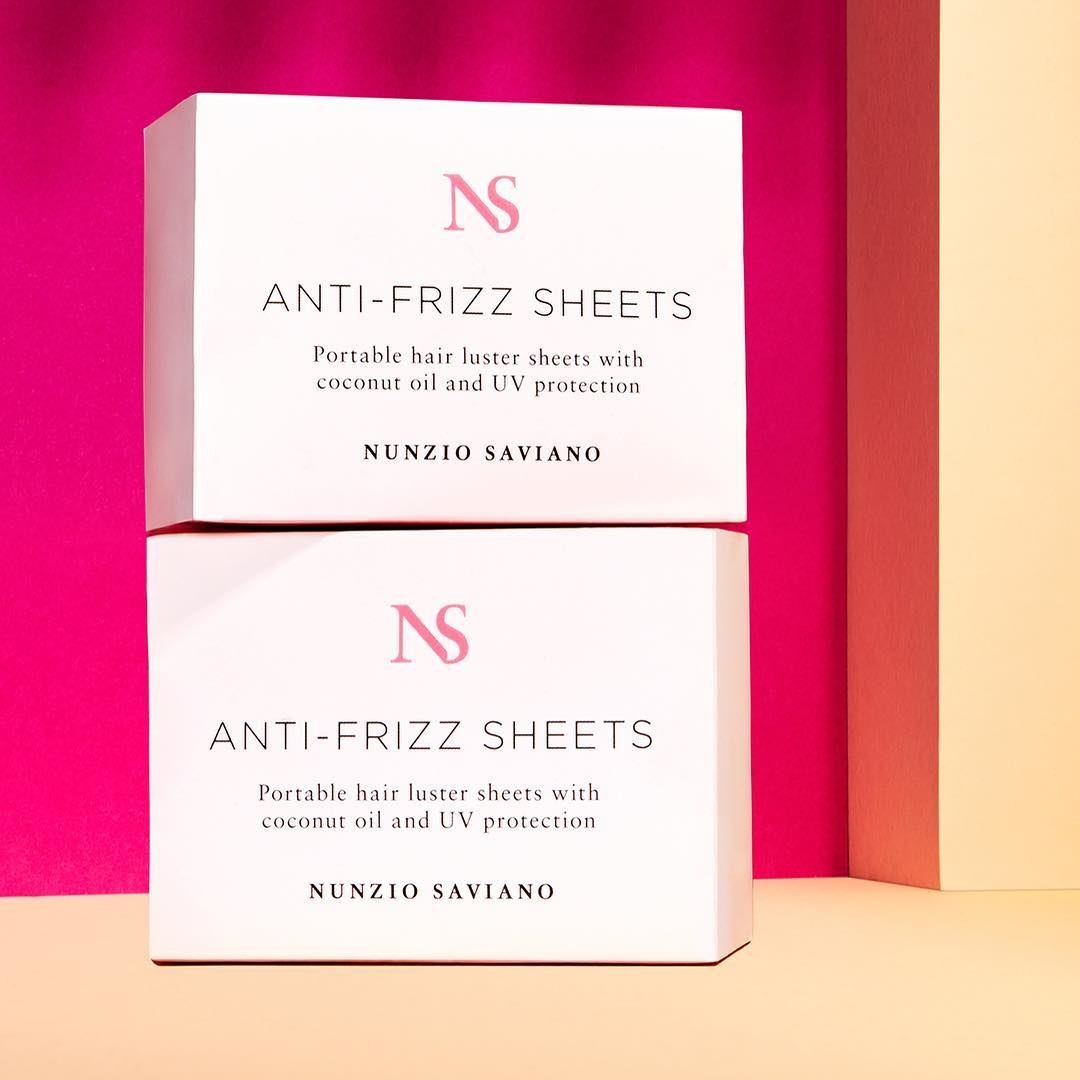 NS
ANTI-FRIZZ SHEETS
Portable hair luster sheets with
coconut oil and UV protection
NUNZIO SAVIANO
NS
ANTI-FRIZZ SHEETS
Portable hair luster sheets with
coconut oil and UV protection
NUNZIO SAVIANO